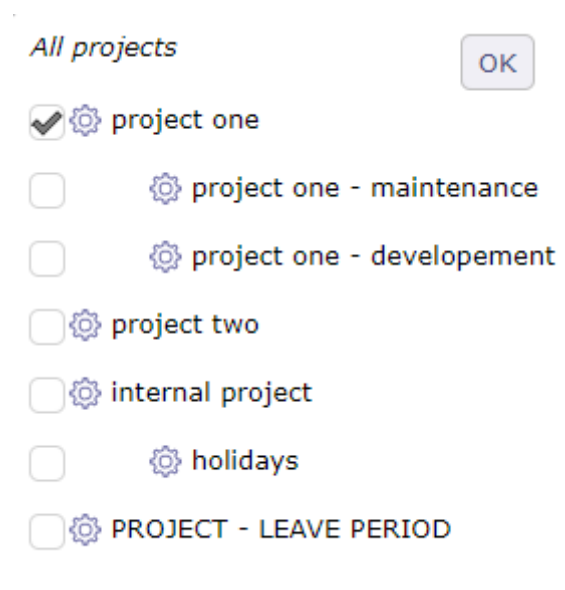 All projects
OK
project one
project one - maintenance
project one - developement
project two
internal project
holidays
PROJECT - LEAVE PERIOD